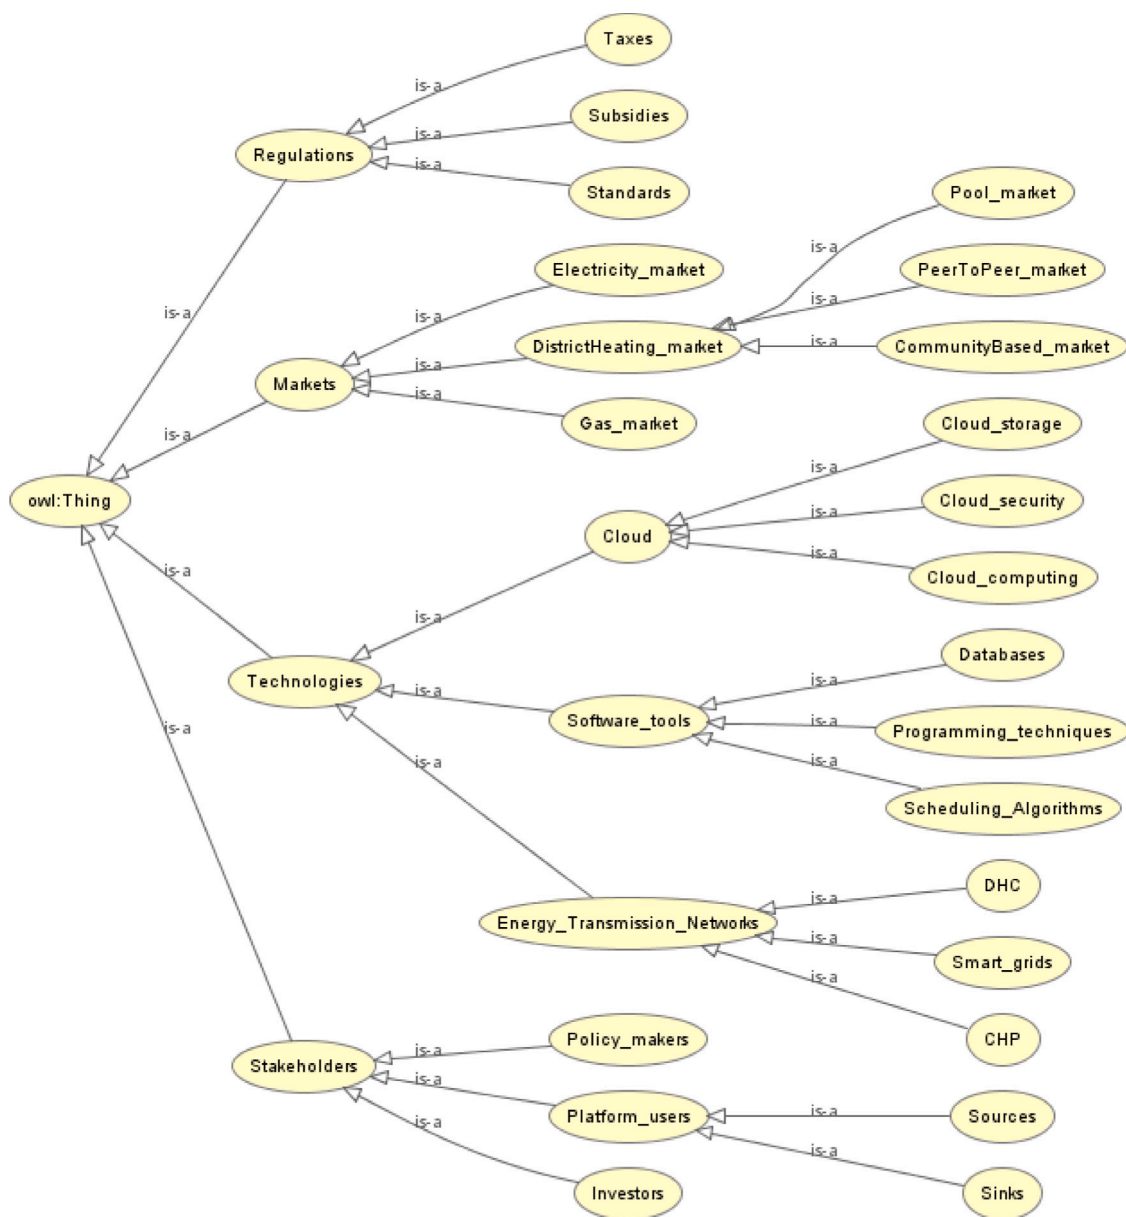 Taxes
is-a
Subsidies
is-a
Regulations
is-a
Standards
Pool_market
is-a
Electricity_market
PeerToPeer_market
is-a
is-a
is-a
DistrictHeating_market
is-a
CommunityBased_market
is-a
Markets
is-a
Gas_market
Cloud_storage
is-a
is-a
owl:Thing
Cloud_security
is-a
Cloud
is-a
Cloud_computing
is-a
is-a
Databases
Technologies
is-a
is-a
Software_tools
is-a
Programming_techniques
is-a
is-a
is-a
Scheduling_Algorithms
DHC
is-a
Energy_Transmission_Networks
is-a
Smart_grids
is-a
Policy_makers
CHP
is-a
Stakeholders
is-a
Platform_users
is-a
Sources
is-a
is-a
Investors
Sinks